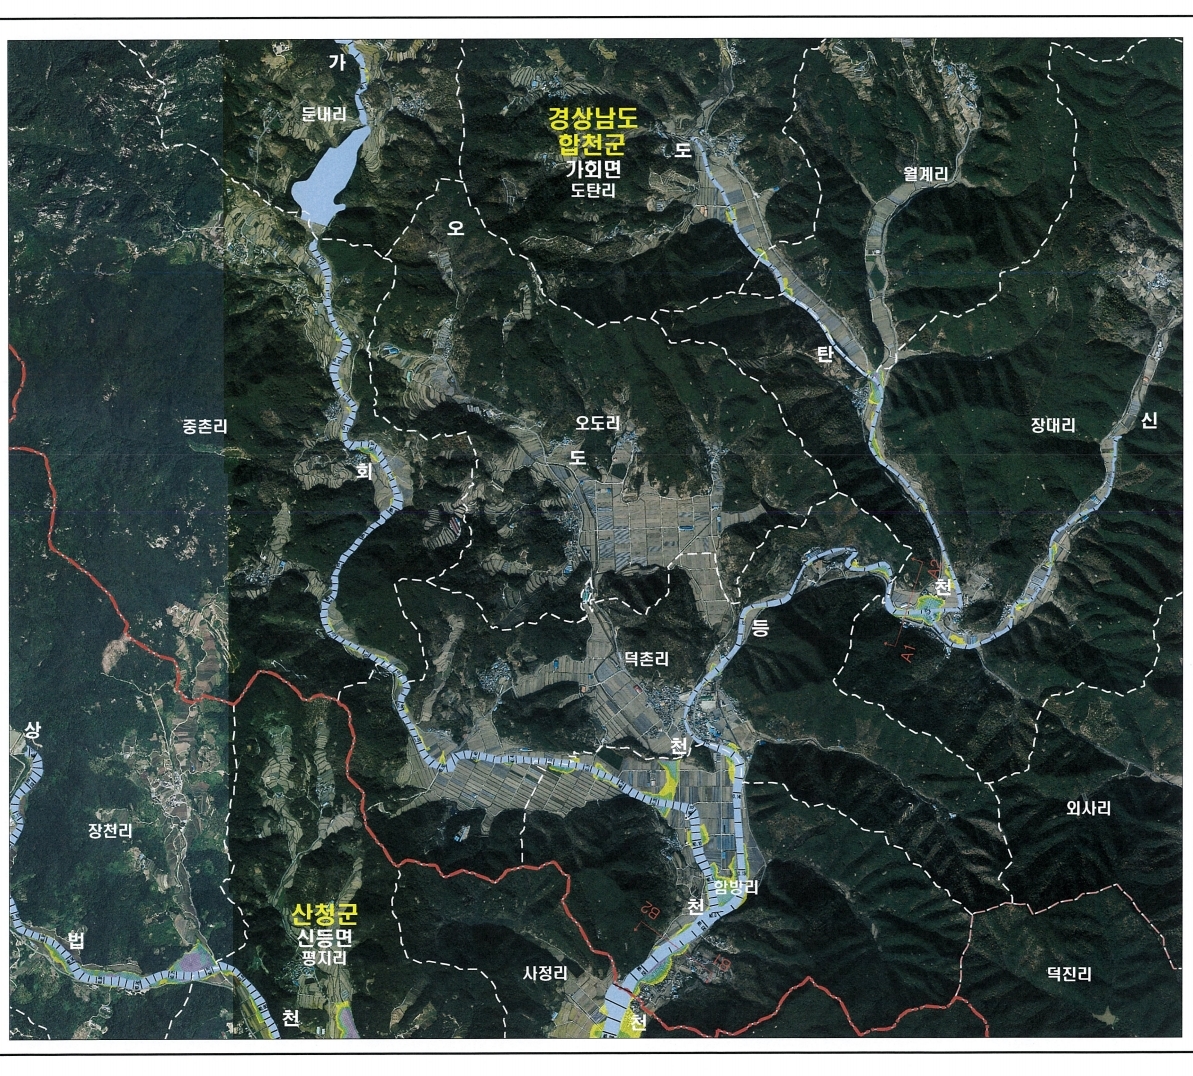 가
둔내리
경상남도
합천군
가회면
도탄리
도
월계리
오
탄
장대리
신
중촌리
오도리
회
도
A2
천
등
A1
덕촌리
상
천
외사리
장천리
함방리
산청군
신등면
평지리
천
B2
법
B1
사정리
덕진리
천
천